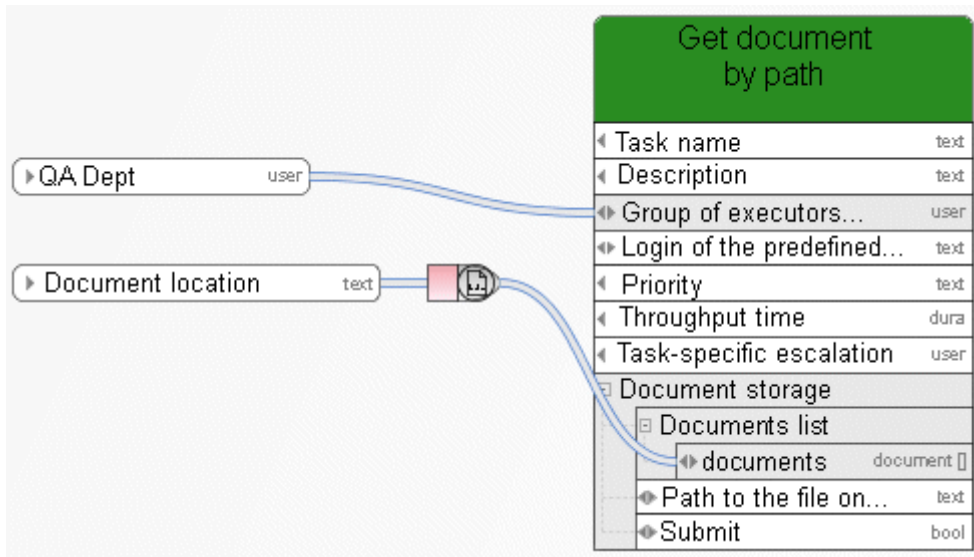 Get document
by path
Task name text
Description text
QA Dept user
Group of executors... user
Login of the predefined... text
Document location text
Priority text
Throughput time dura
Task-specific escalation user
Document storage
Documents list
documents document []
Path to the file on... text
Submit bool